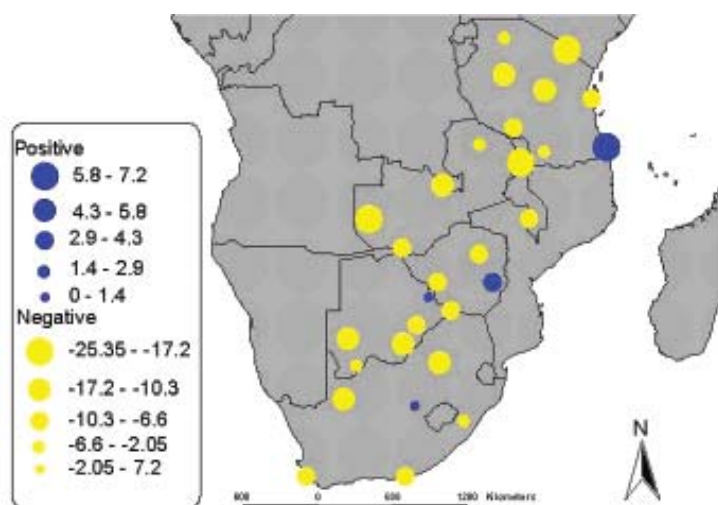 Positive
5.8 - 7.2
4.3 - 5.8
2.9 - 4.3
1.4 - 2.9
0 - 1.4
Negative
-25.35 - -17.2
-17.2 - -10.3
-10.3 - -6.6
-6.6 - -2.05
-2.05 - 7.2
N
600 0 600 1200 Kilometers